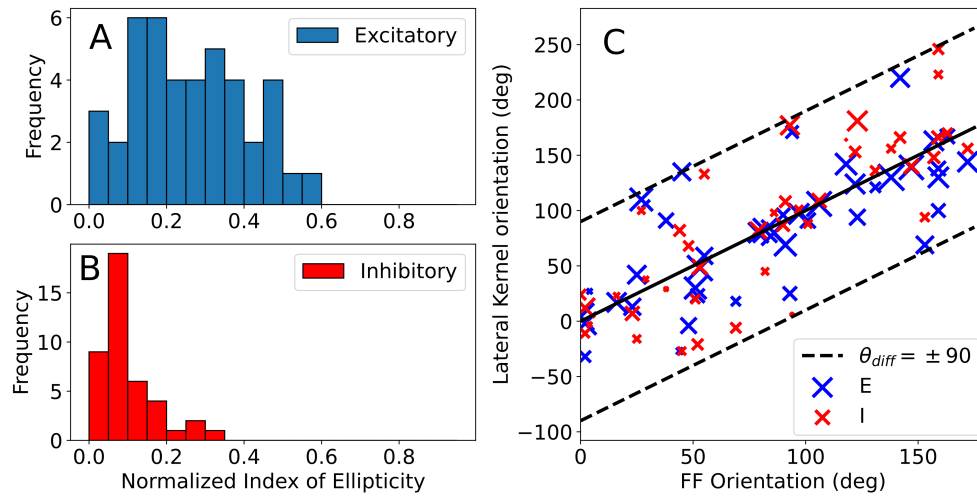 A
Excitatory
Frequency
6
4
2
0
0.0 0.2 0.4 0.6 0.8
B
Inhibitory
Frequency
15
10
5
0
0.0 0.2 0.4 0.6 0.8
Normalized Index of Ellipticity
C
Lateral Kernel orientation (deg)
250
200
150
100
50
0
−50
−100
θdiff = ± 90
E
I
0 50 100 150
FF Orientation (deg)